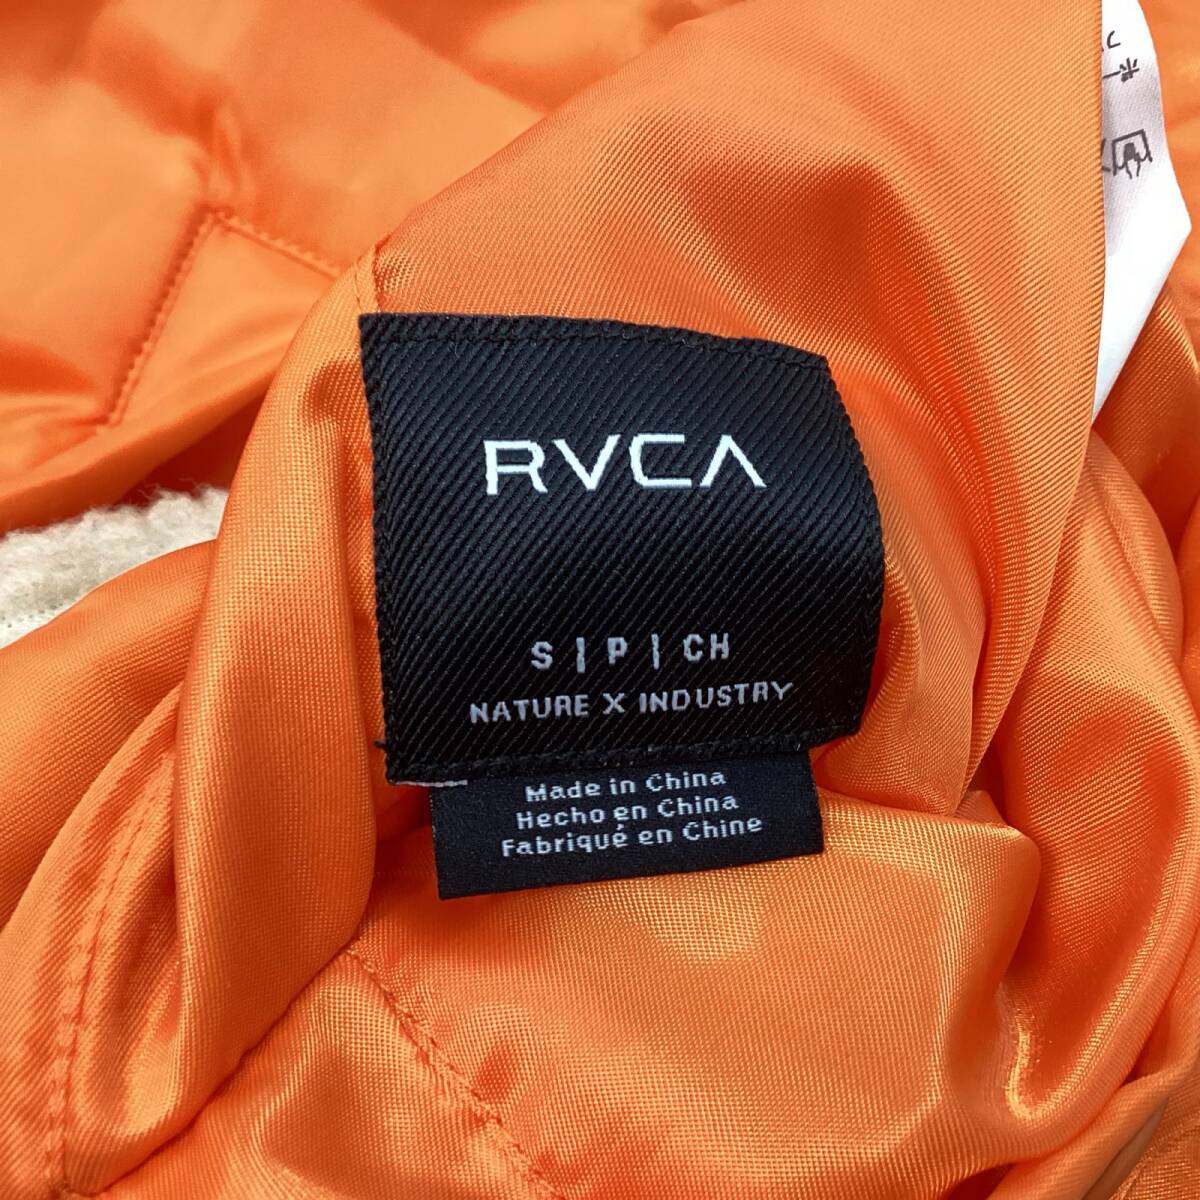 RVCA
S | P | CH
NATURE X INDUSTRY
Made in China
Hecho en China
Fabriqué en Chine